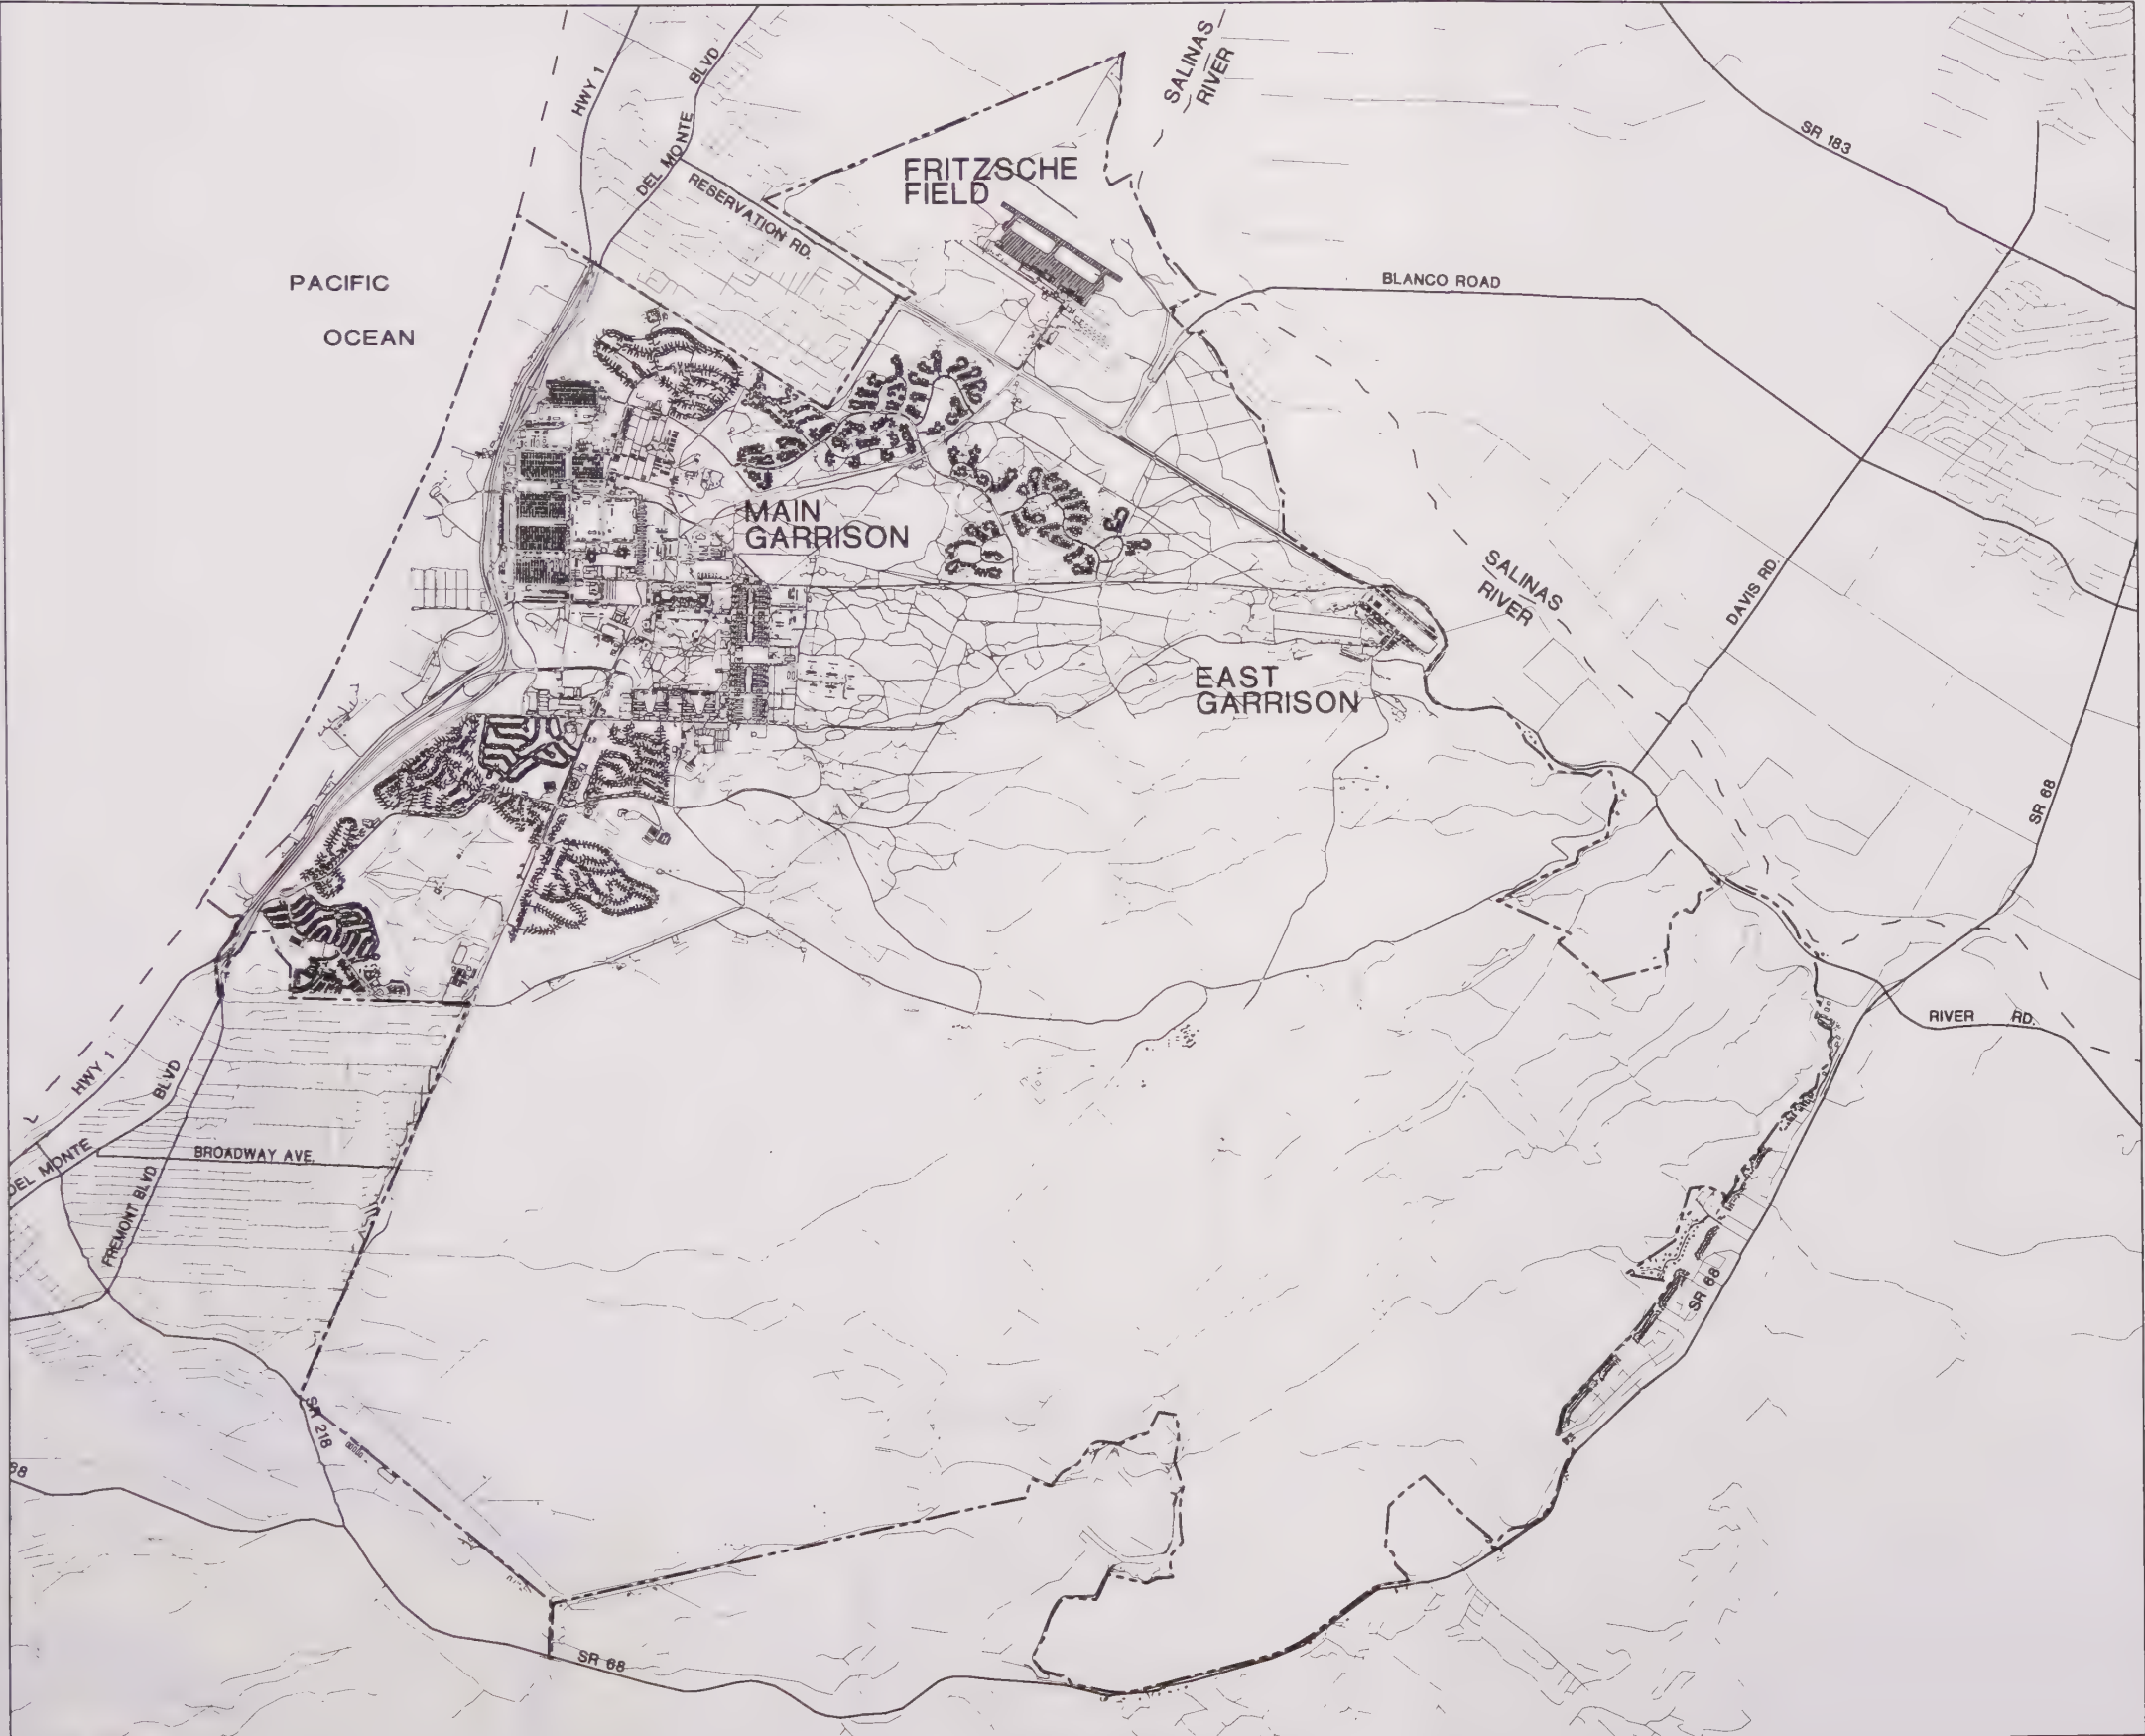 SALINAS
RIVER
HWY 1
DEL MONTE BLVD
SR 183
FRITZSCHE
FIELD
RESERVATION RD.
PACIFIC
OCEAN
BLANCO ROAD
MAIN
GARRISON
SALINAS
RIVER
DAVIS RD.
EAST
GARRISON
SR 68
RIVER RD.
HWY 1
BLVD
DEL MONTE
BROADWAY AVE.
FREMONT BLVD
SR 68
SR 218
68
SR 68